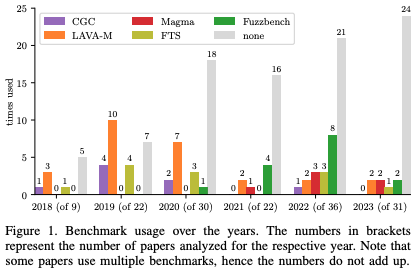 times used
25
20
15
10
5
0
CGC Magma Fuzzbench
LAVA-M FTS none
1 3 0 1 0 5
4 10 0 4 0 7
2 7 0 3 1 18
0 2 1 0 4 16
1 2 3 3 8 21
0 2 2 1 2 24
2018 (of 9) 2019 (of 22) 2020 (of 30) 2021 (of 22) 2022 (of 36) 2023 (of 31)
Figure 1. Benchmark usage over the years. The numbers in brackets
represent the number of papers analyzed for the respective year. Note that
some papers use multiple benchmarks, hence the numbers do not add up.